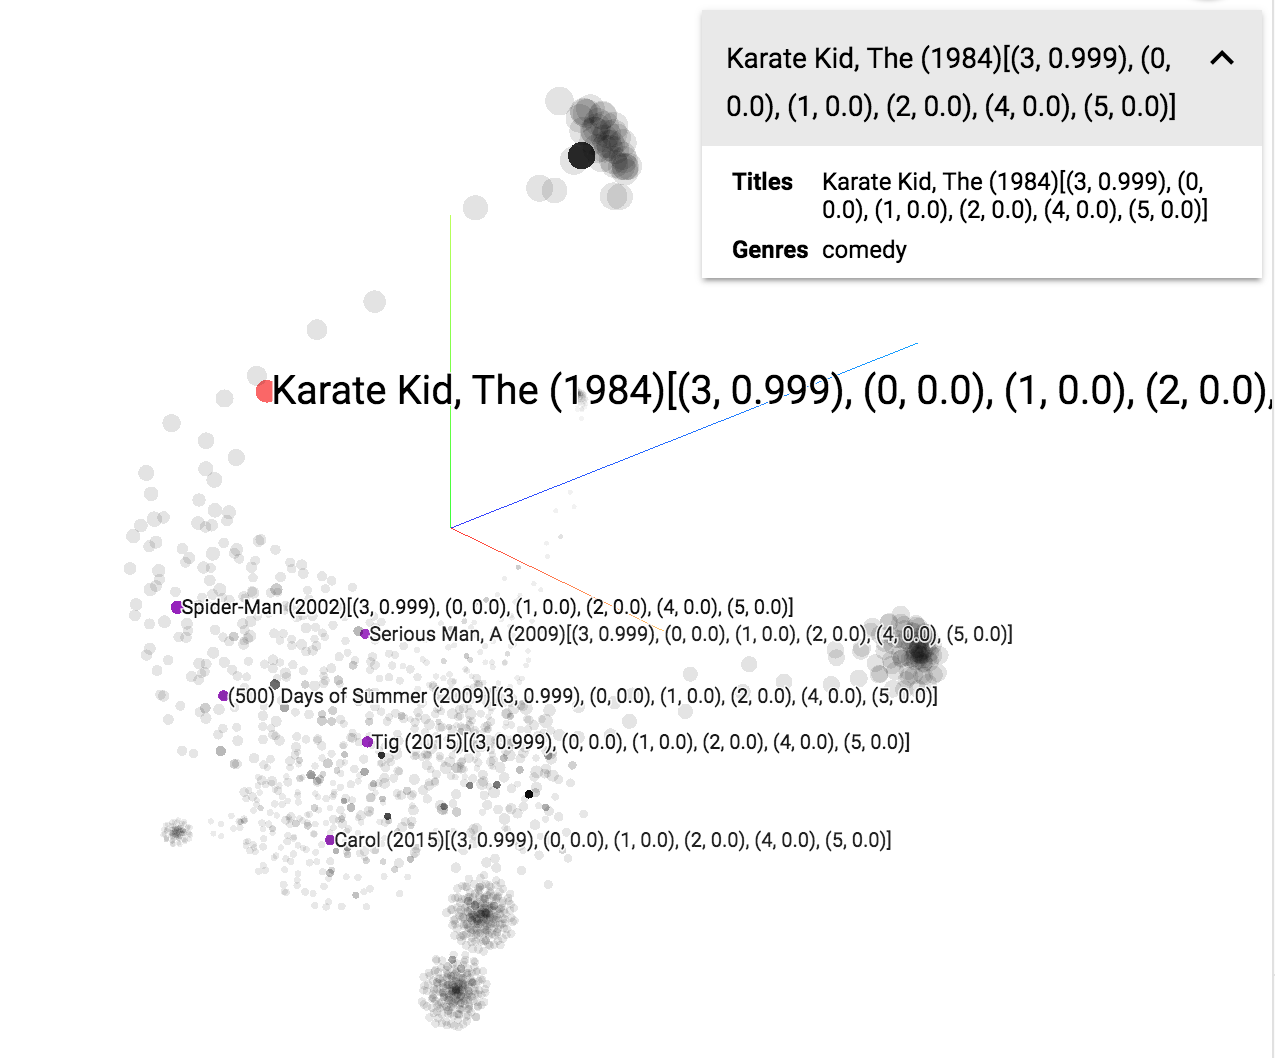 Karate Kid, The (1984)[(3, 0.999), (0,
0.0), (1, 0.0), (2, 0.0), (4, 0.0), (5, 0.0)]
Titles Karate Kid, The (1984)[(3, 0.999), (0,
0.0), (1, 0.0), (2, 0.0), (4, 0.0), (5, 0.0)]
Genres comedy
Karate Kid, The (1984)[(3, 0.999), (0, 0.0), (1, 0.0), (2, 0.0),
Spider-Man (2002)[(3, 0.999), (0, 0.0), (1, 0.0), (2, 0.0), (4, 0.0), (5, 0.0)]
Serious Man, A (2009)[(3, 0.999), (0, 0.0), (1, 0.0), (2, 0.0), (4, 0.0), (5, 0.0)]
(500) Days of Summer (2009)[(3, 0.999), (0, 0.0), (1, 0.0), (2, 0.0), (4, 0.0), (5, 0.0)]
Tig (2015)[(3, 0.999), (0, 0.0), (1, 0.0), (2, 0.0), (4, 0.0), (5, 0.0)]
Carol (2015)[(3, 0.999), (0, 0.0), (1, 0.0), (2, 0.0), (4, 0.0), (5, 0.0)]